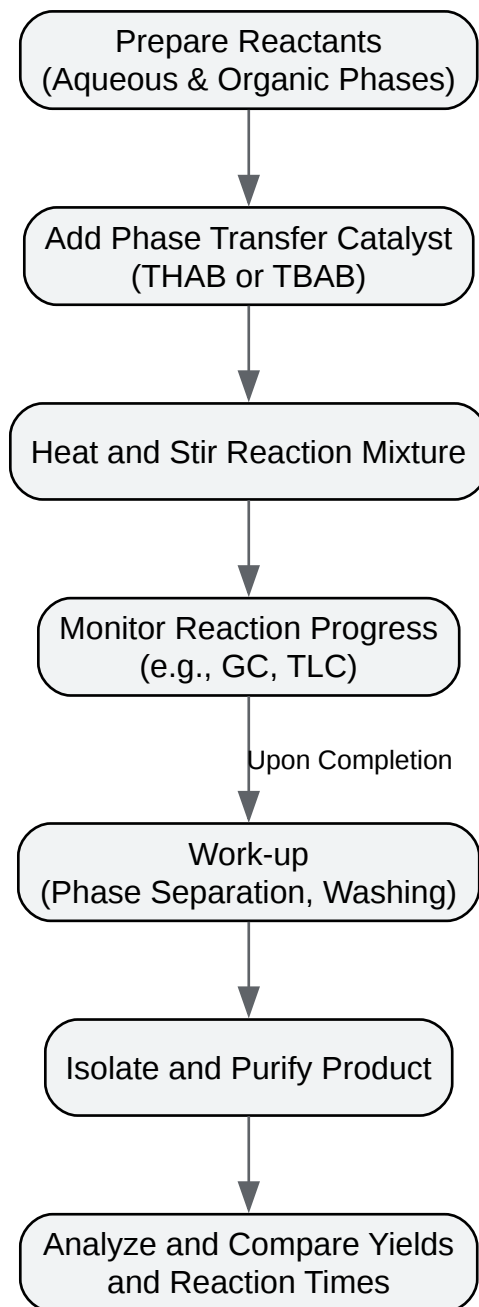 Prepare Reactants
(Aqueous & Organic Phases)
Add Phase Transfer Catalyst
(THAB or TBAB)
Heat and Stir Reaction Mixture
Monitor Reaction Progress
(e.g., GC, TLC)
Upon Completion
Work-up
(Phase Separation, Washing)
Isolate and Purify Product
Analyze and Compare Yields
and Reaction Times